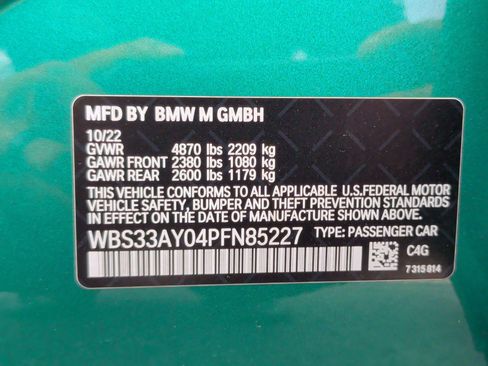 MFD BY BMW M GMBH
10/22
GVWR 4870 lbs 2209 kg
GAWR FRONT 2380 lbs 1080 kg
GAWR REAR 2600 lbs 1179 kg
THIS VEHICLE CONFORMS TO ALL APPLICABLE U.S.FEDERAL MOTOR
VEHICLE SAFETY, BUMPER AND THEFT PREVENTION STANDARDS
IN EFFECT ON THE DATE OF MANUFACTURE SHOWN ABOVE.
WBS33AY04PFN85227 TYPE: PASSENGER CAR
C4G
7315814